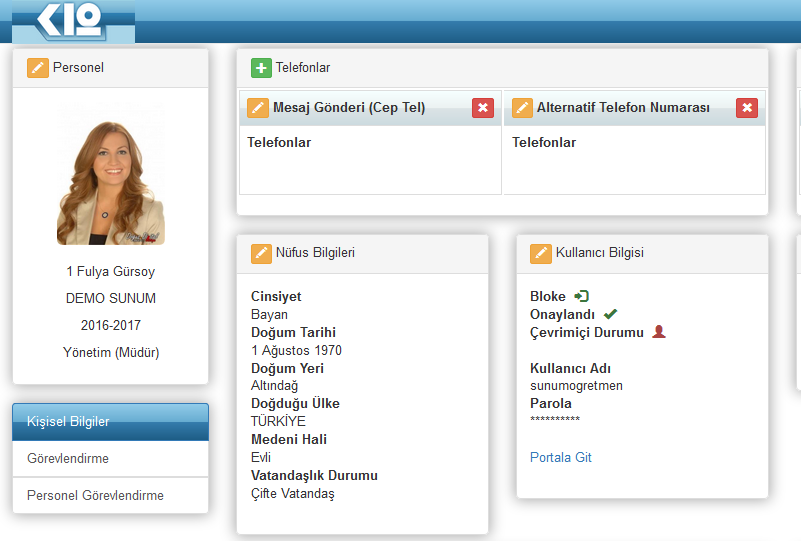 K12
Personel
1 Fulya Gürsoy
DEMO SUNUM
2016-2017
Yönetim (Müdür)
Kişisel Bilgiler
Görevlendirme
Personel Görevlendirme
Telefonlar
Mesaj Gönderi (Cep Tel)
Telefonlar
Alternatif Telefon Numarası
Telefonlar
Nüfus Bilgileri
Cinsiyet
Bayan
Doğum Tarihi
1 Ağustos 1970
Doğum Yeri
Altındağ
Doğduğu Ülke
TÜRKİYE
Medeni Hali
Evli
Vatandaşlık Durumu
Çifte Vatandaş
Kullanıcı Bilgisi
Bloke
Onaylandı
Çevrimiçi Durumu
Kullanıcı Adı
sunumogretmen
Parola
**********
Portala Git